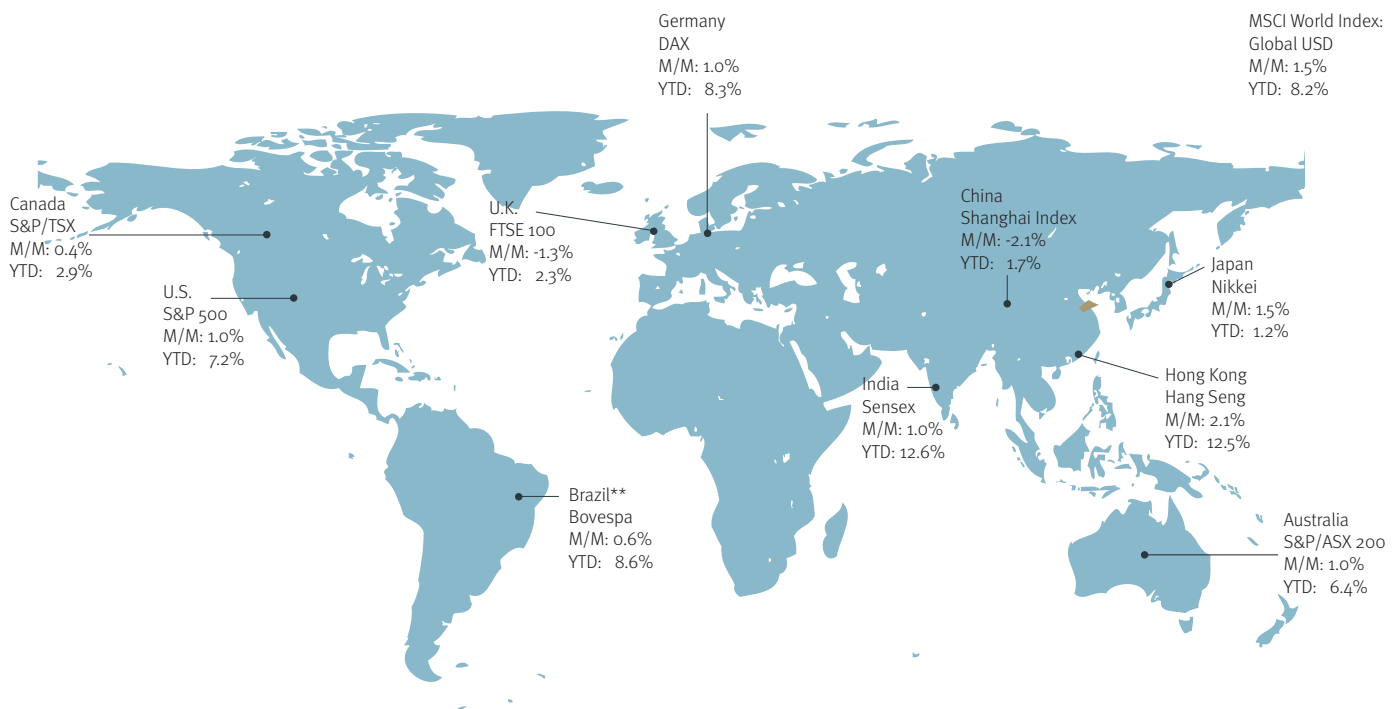 Germany
DAX
M/M: 1.0%
YTD: 8.3%
MSCI World Index:
Global USD
M/M: 1.5%
YTD: 8.2%
Canada
S&P/TSX
M/M: 0.4%
YTD: 2.9%
U.K.
FTSE 100
M/M: -1.3%
YTD: 2.3%
China
Shanghai Index
M/M: -2.1%
YTD: 1.7%
Japan
Nikkei
M/M: 1.5%
YTD: 1.2%
U.S.
S&P 500
M/M: 1.0%
YTD: 7.2%
India
Sensex
M/M: 1.0%
YTD: 12.6%
Hong Kong
Hang Seng
M/M: 2.1%
YTD: 12.5%
Brazil**
Bovespa
M/M: 0.6%
YTD: 8.6%
Australia
S&P/ASX 200
M/M: 1.0%
YTD: 6.4%